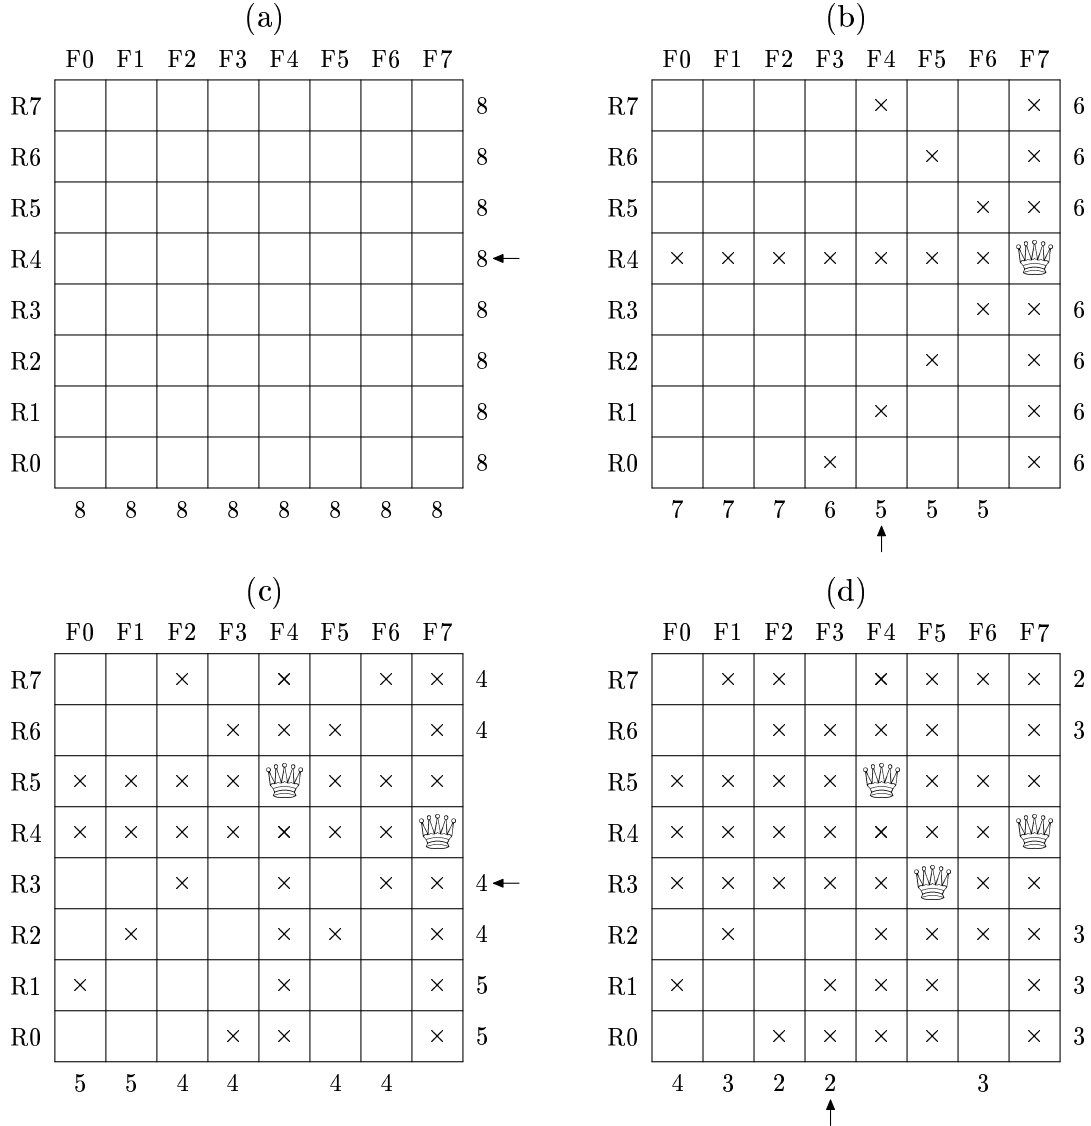 (a) (b)
F0 F1 F2 F3 F4 F5 F6 F7 F0 F1 F2 F3 F4 F5 F6 F7
R7 8 R7 × × 6
R6 8 R6 × × 6
R5 8 R5 × × 6
R4 8 R4 × × × × × × ×
R3 8 R3 × × 6
R2 8 R2 × × 6
R1 8 R1 × × 6
R0 8 R0 × × 6
8 8 8 8 8 8 8 8 7 7 7 6 5 5 5
(c) (d)
F0 F1 F2 F3 F4 F5 F6 F7 F0 F1 F2 F3 F4 F5 F6 F7
R7 × × × × 4 R7 × × × × × × 2
R6 × × × × 4 R6 × × × × × 3
R5 × × × × × × × R5 × × × × × × ×
R4 × × × × × × × R4 × × × × × × ×
R3 × × × × 4 R3 × × × × × × ×
R2 × × × × 4 R2 × × × × × 3
R1 × × × 5 R1 × × × × × 3
R0 × × × 5 R0 × × × × × 3
5 5 4 4 4 4 4 3 2 2 3